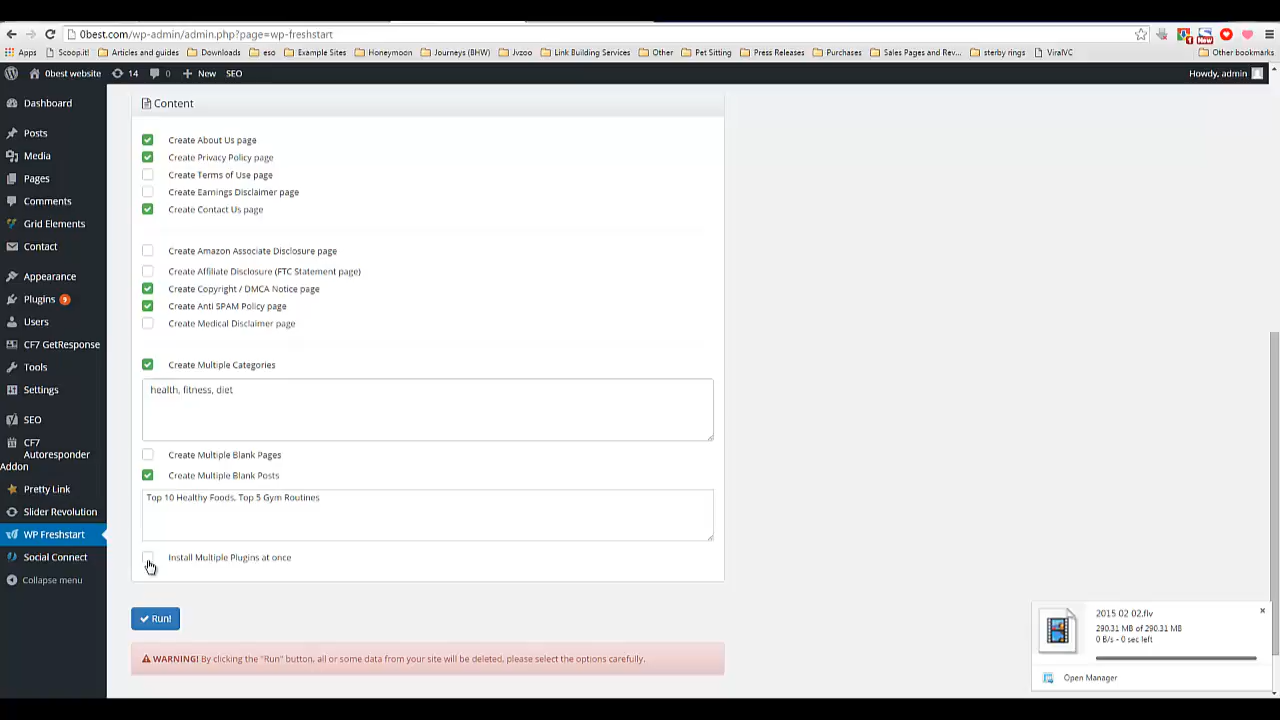 0best.com/wp-admin/admin.php?page=wp-freshstart
Apps Scoop.it! Articles and guides Downloads eso Example Sites Honeymoon Journeys (BHW) Jvzoo Link Building Services Other Pet Sitting Press Releases Purchases Sales Pages and Rev... sterby rings ViralVC Other bookmarks
0best website 14 0 New SEO Howdy, admin
Dashboard
Posts
Media
Pages
Comments
Grid Elements
Contact
Appearance
Plugins 9
Users
CF7 GetResponse
Tools
Settings
SEO
CF7
Autoresponder
Addon
Pretty Link
Slider Revolution
WP Freshstart
Social Connect
Collapse menu
Content
Create About Us page
Create Privacy Policy page
Create Terms of Use page
Create Earnings Disclaimer page
Create Contact Us page
Create Amazon Associate Disclosure page
Create Affiliate Disclosure (FTC Statement page)
Create Copyright / DMCA Notice page
Create Anti SPAM Policy page
Create Medical Disclaimer page
Create Multiple Categories
health, fitness, diet
Create Multiple Blank Pages
Create Multiple Blank Posts
Top 10 Healthy Foods, Top 5 Gym Routines
Install Multiple Plugins at once
Run!
WARNING! By clicking the "Run" button, all or some data from your site will be deleted, please select the options carefully.
2015 02 02.flv
290.31 MB of 290.31 MB
0 B/s - 0 sec left
Open Manager